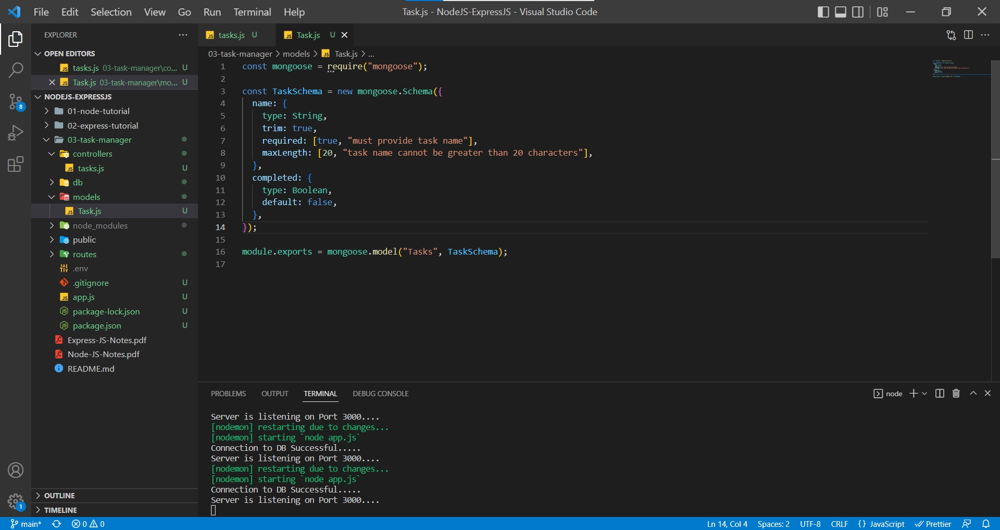 File Edit Selection View Go Run Terminal Help
Task.js - NodeJS-ExpressJS - Visual Studio Code
EXPLORER
OPEN EDITORS
tasks.js 03-task-manager\co... U
Task.js 03-task-manager\mo... U
NODEJS-EXPRESSJS
01-node-tutorial
02-express-tutorial
03-task-manager
controllers
tasks.js U
db
models
Task.js U
node_modules
public
routes
.env
.gitignore U
app.js U
package-lock.json U
package.json U
Express-JS-Notes.pdf
Node-JS-Notes.pdf
README.md
OUTLINE
TIMELINE
8
1
tasks.js U Task.js U
03-task-manager > models > Task.js > ...
1 const mongoose = require("mongoose");
2
3 const TaskSchema = new mongoose.Schema({
4 name: {
5 type: String,
6 trim: true,
7 required: [true, "must provide task name"],
8 maxLength: [20, "task name cannot be greater than 20 characters"],
9 },
10 completed: {
11 type: Boolean,
12 default: false,
13 },
14 });
15
16 module.exports = mongoose.model("Tasks", TaskSchema);
17
PROBLEMS OUTPUT TERMINAL DEBUG CONSOLE
node
Server is listening on Port 3000....
[nodemon] restarting due to changes...
[nodemon] starting `node app.js`
Connection to DB Successful.....
Server is listening on Port 3000....
[nodemon] restarting due to changes...
[nodemon] starting `node app.js`
Connection to DB Successful.....
Server is listening on Port 3000....
main* 0 0
Ln 14, Col 4 Spaces: 2 UTF-8 CRLF {} JavaScript Prettier